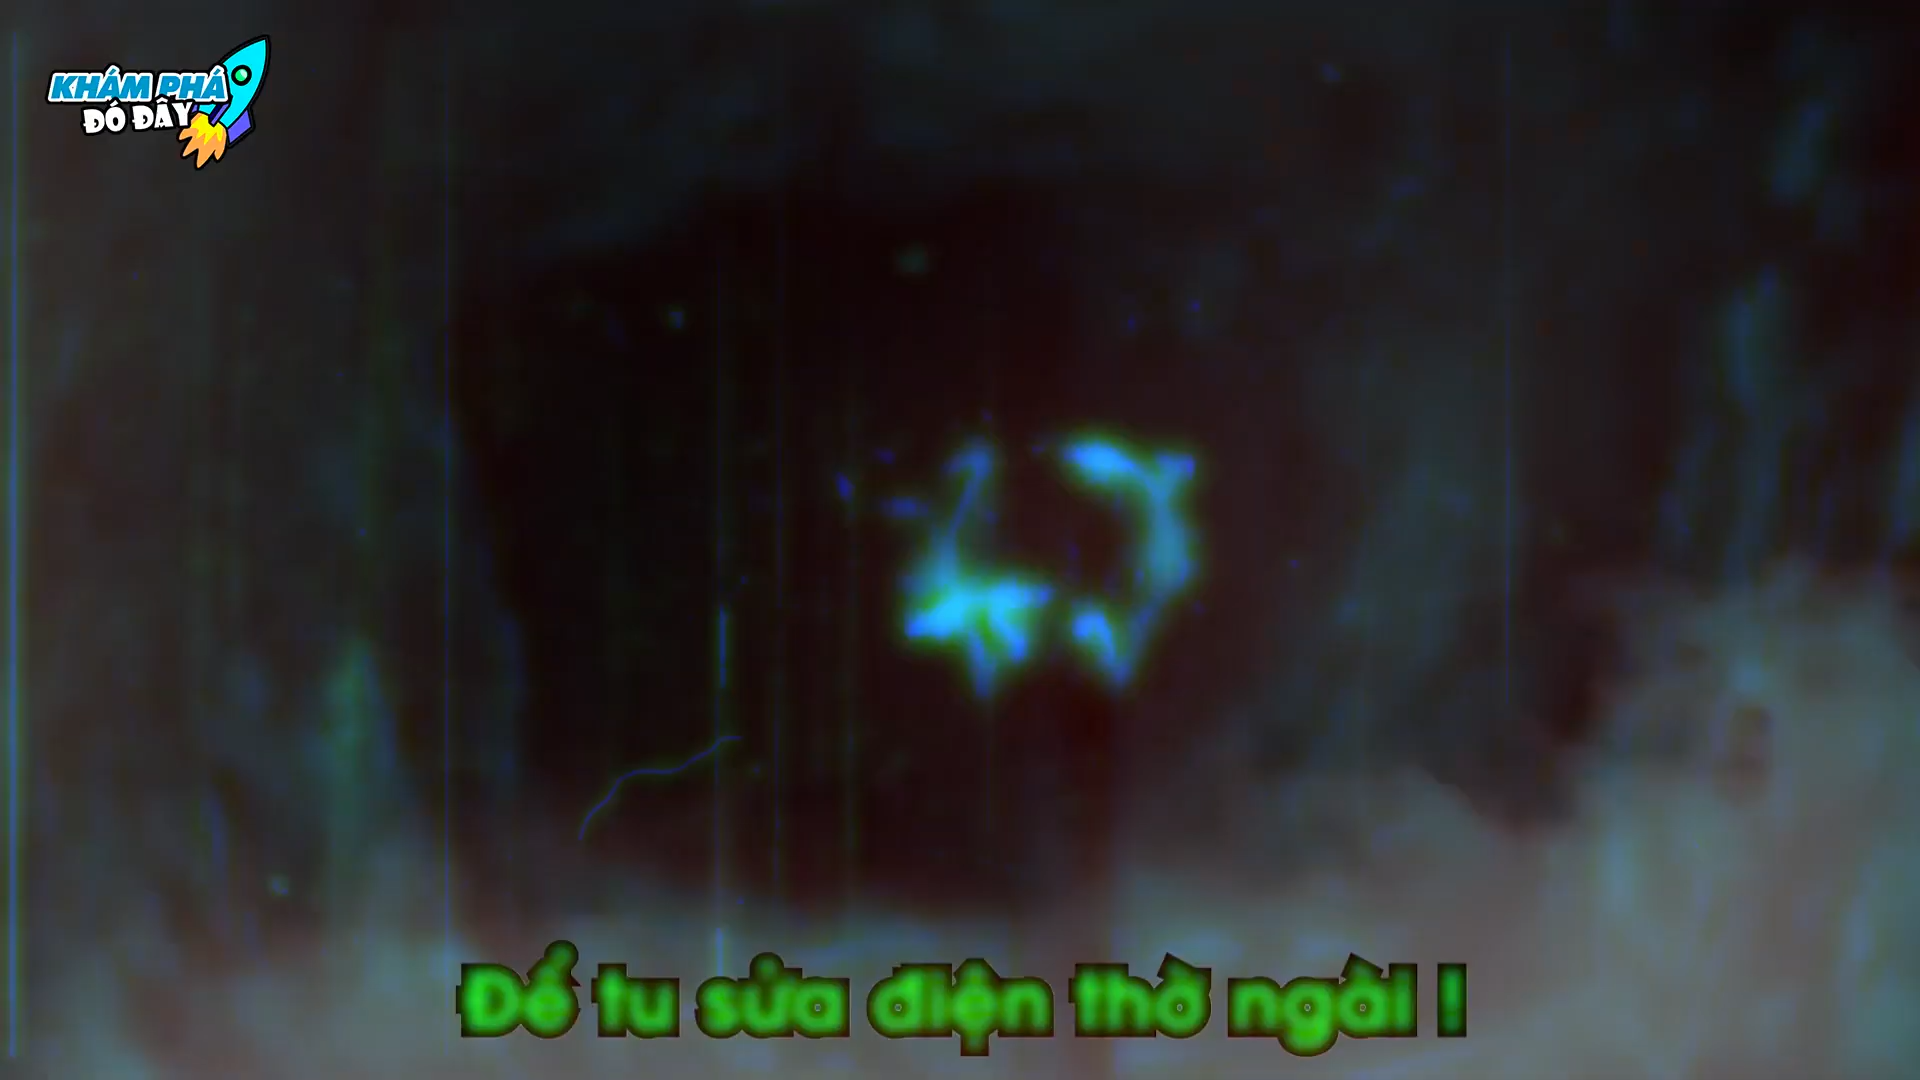 KHÁM PHÁ
ĐÓ ĐÂY
Để tu sửa điện thờ ngài !